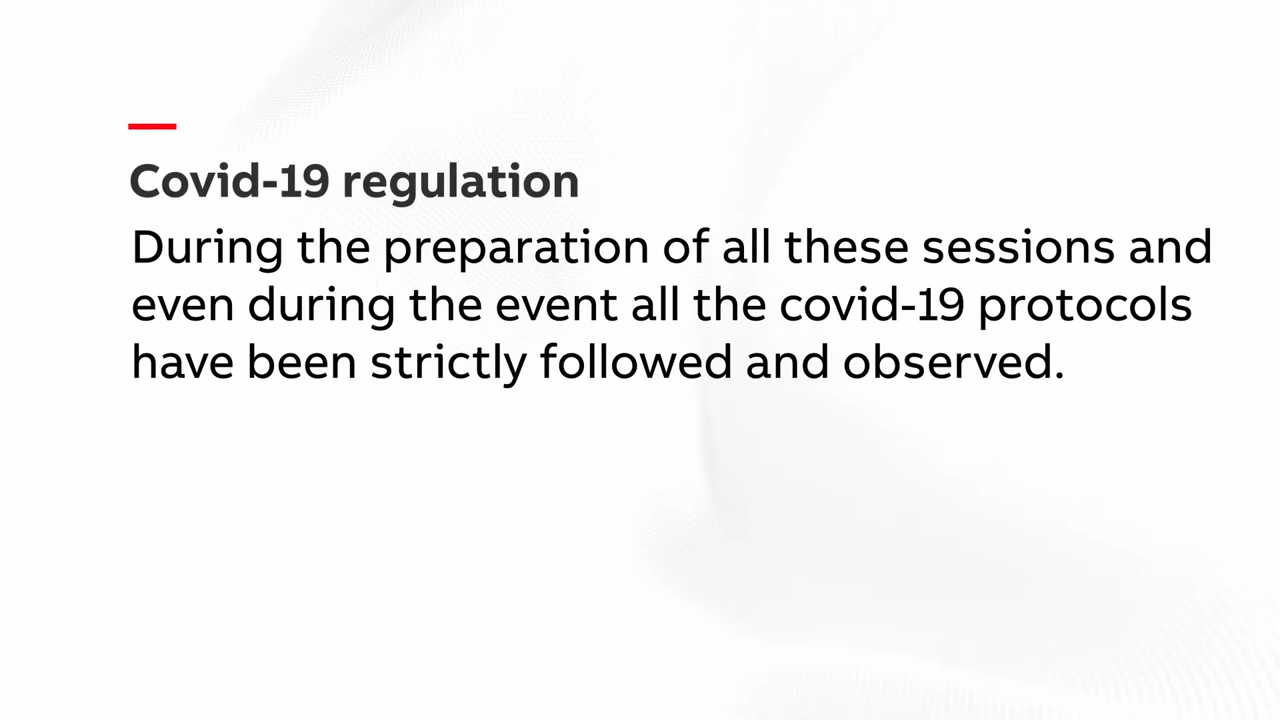 Covid-19 regulation
During the preparation of all these sessions and
even during the event all the covid-19 protocols
have been strictly followed and observed.